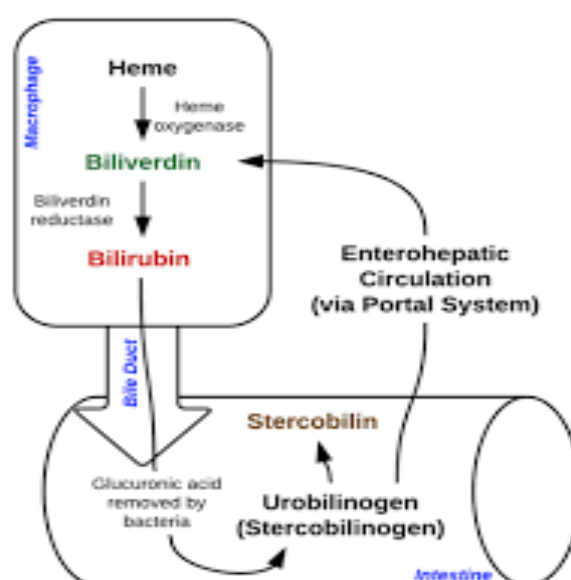 Macrophage
Heme
Heme
oxygenase
Biliverdin
Biliverdin
reductase
Bilirubin
Enterohepatic
Circulation
(via Portal System)
Bile Duct
Stercobilin
Glucuronic acid
removed by
bacteria
Urobilinogen
(Stercobilinogen)
Intestine